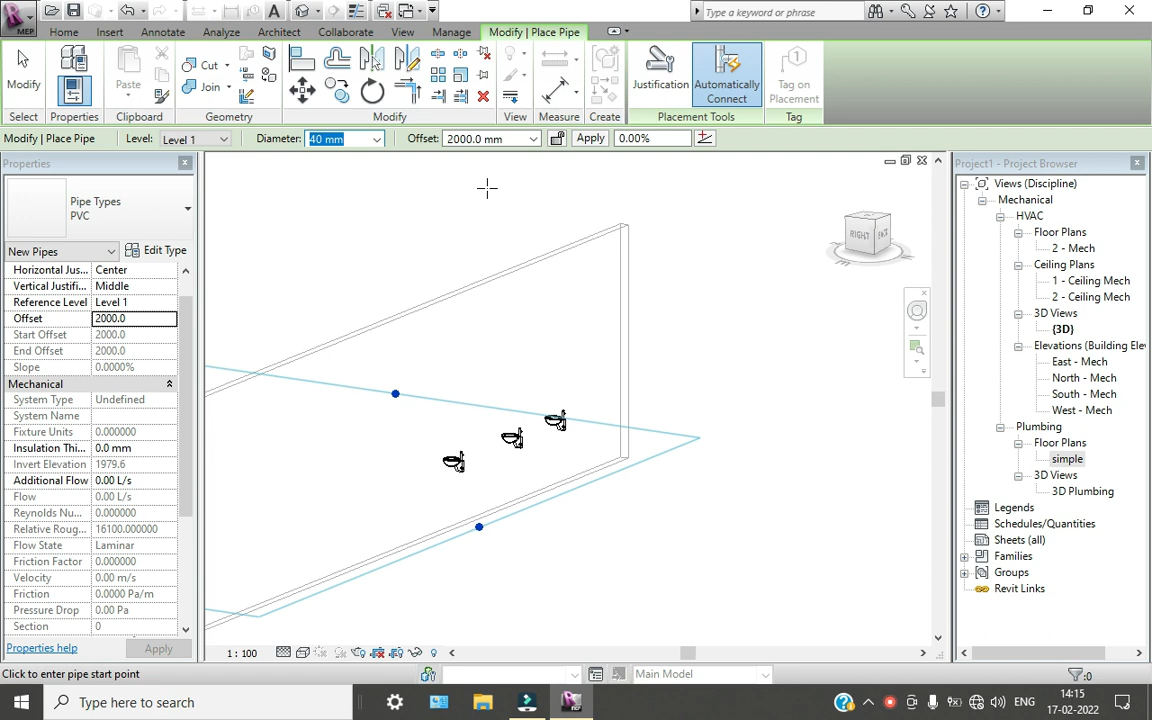 Type a keyword or phrase
MEP
Home
Insert
Annotate
Analyze
Architect
Collaborate
View
Manage
Modify | Place Pipe
Modify
Paste
Cut
Join
Justification
Automatically
Connect
Tag on
Placement
Select
Properties
Clipboard
Geometry
Modify
View
Measure
Create
Placement Tools
Tag
Modify | Place Pipe
Level:
Level 1
Diameter:
40 mm
Offset:
2000.0 mm
Apply
0.00%
Properties
Pipe Types
PVC
New Pipes
Edit Type
Horizontal Jus... Center
Vertical Justifi... Middle
Reference Level Level 1
Offset 2000.0
Start Offset 2000.0
End Offset 2000.0
Slope 0.0000%
Mechanical
System Type Undefined
System Name
Fixture Units 0.000000
Insulation Thi... 0.0 mm
Invert Elevation 1979.6
Additional Flow 0.00 L/s
Flow 0.00 L/s
Reynolds Nu... 0.000000
Relative Roug... 16100.000000
Flow State Laminar
Friction Factor 0.000000
Velocity 0.00 m/s
Friction 0.0000 Pa/m
Pressure Drop 0.00 Pa
Section 0
Properties help
Apply
RIGHT
1 : 100
Project1 - Project Browser
Views (Discipline)
Mechanical
HVAC
Floor Plans
2 - Mech
Ceiling Plans
1 - Ceiling Mech
2 - Ceiling Mech
3D Views
{3D}
Elevations (Building Ele
East - Mech
North - Mech
South - Mech
West - Mech
Plumbing
Floor Plans
simple
3D Views
3D Plumbing
Legends
Schedules/Quantities
Sheets (all)
Families
Groups
Revit Links
Click to enter pipe start point
Main Model
:0
Type here to search
ENG
14:15
17-02-2022